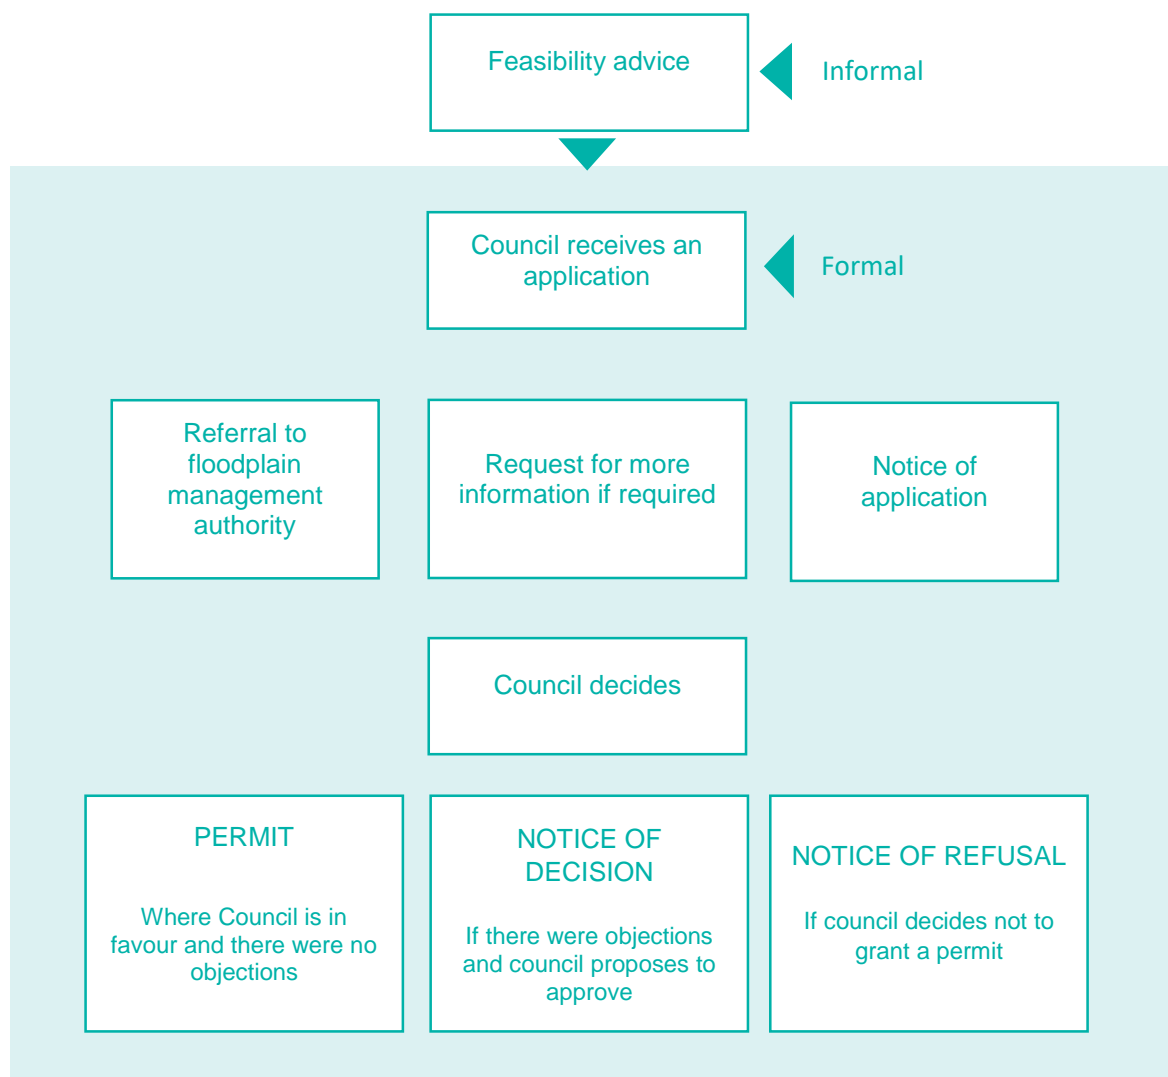 Feasibility advice
Informal
Council receives an
application
Formal
Referral to
floodplain
management
authority
Request for more
information if required
Notice of
application
Council decides
PERMIT
Where Council is in
favour and there were no
objections
NOTICE OF
DECISION
If there were objections
and council proposes to
approve
NOTICE OF REFUSAL
If council decides not to
grant a permit